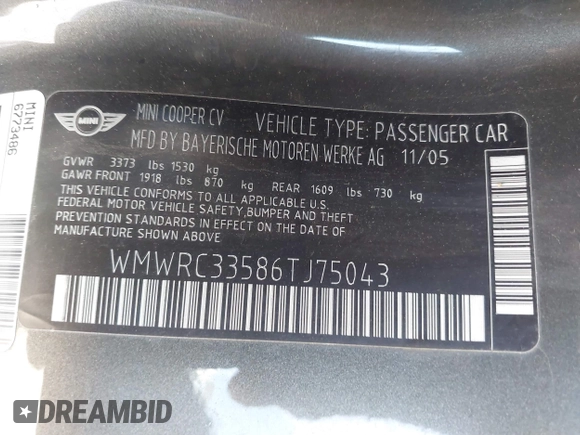 MINI
6773486
MINI
MINI COOPER CV VEHICLE TYPE: PASSENGER CAR
MFD BY BAYERISCHE MOTOREN WERKE AG 11/05
GVWR 3373 lbs 1530 kg
GAWR FRONT 1918 lbs 870 kg REAR 1609 lbs 730 kg
THIS VEHICLE CONFORMS TO ALL APPLICABLE U.S.
FEDERAL MOTOR VEHICLE SAFETY,BUMPER AND THEFT
PREVENTION STANDARDS IN EFFECT ON THE DATE OF
MANUFACTURE SHOWN ABOVE
WMWRC33586TJ75043
DREAMBID